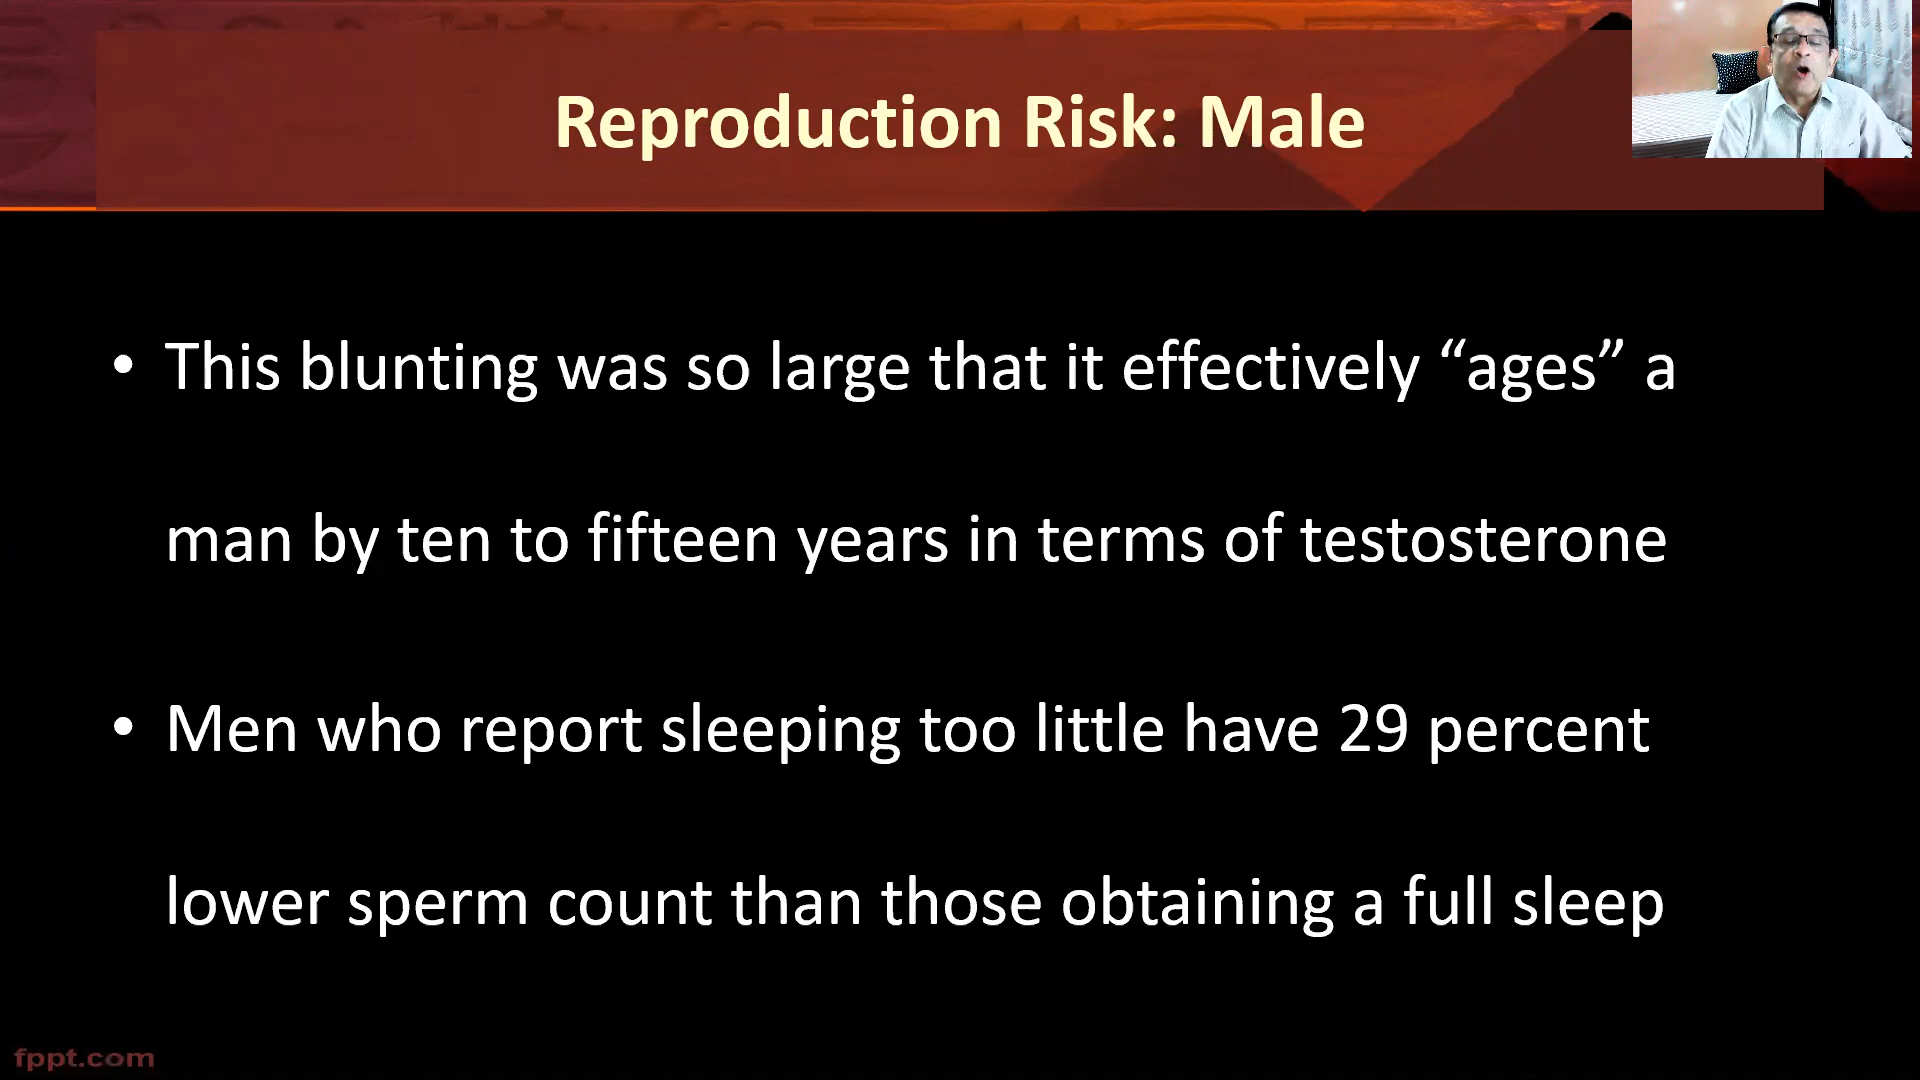 Reproduction Risk: Male
• This blunting was so large that it effectively “ages” a
man by ten to fifteen years in terms of testosterone
• Men who report sleeping too little have 29 percent
lower sperm count than those obtaining a full sleep
fppt.com